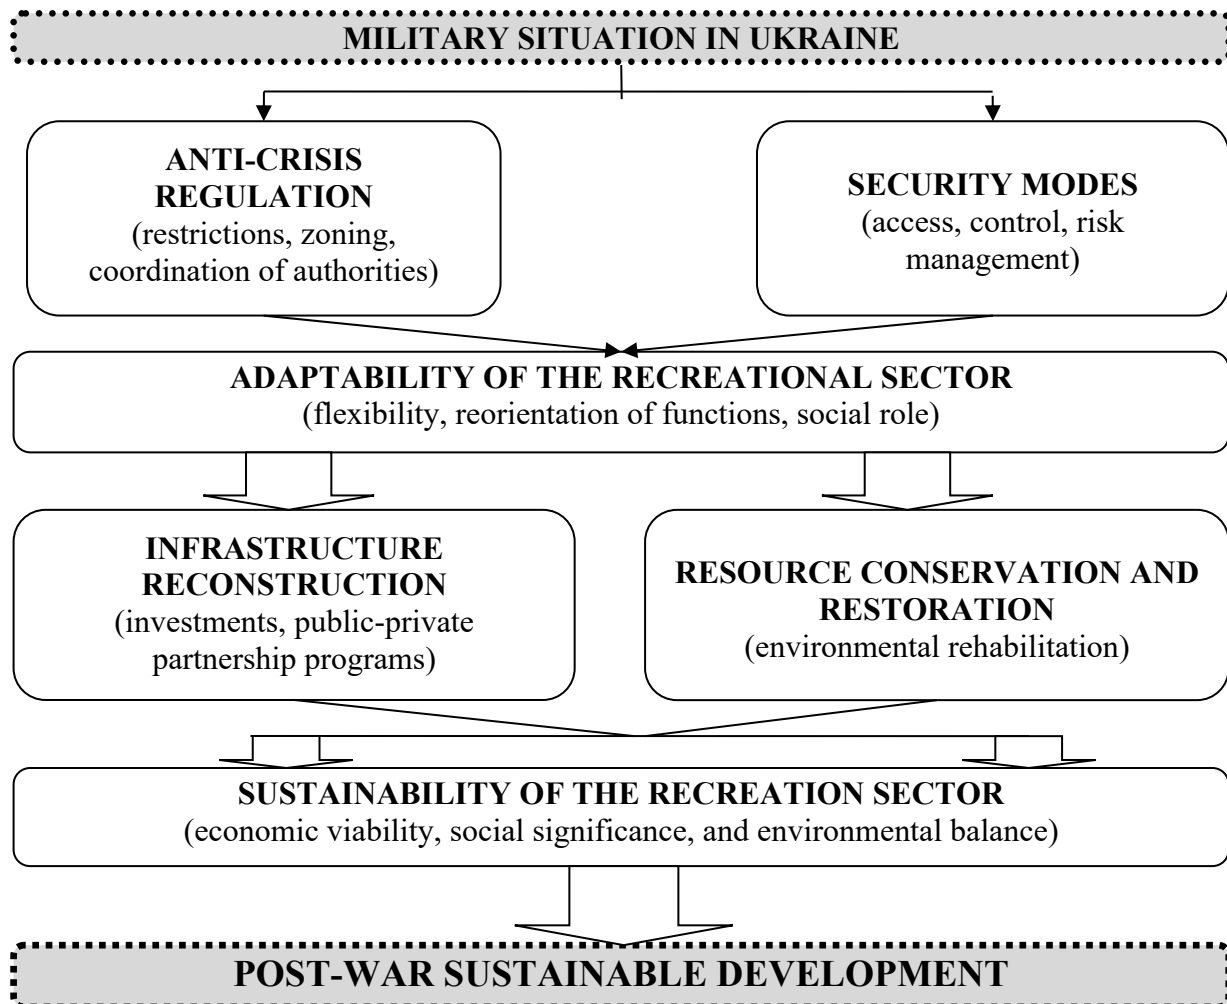 MILITARY SITUATION IN UKRAINE
ANTI-CRISIS
REGULATION
(restrictions, zoning,
coordination of authorities)
SECURITY MODES
(access, control, risk
management)
ADAPTABILITY OF THE RECREATIONAL SECTOR
(flexibility, reorientation of functions, social role)
INFRASTRUCTURE
RECONSTRUCTION
(investments, public-private
partnership programs)
RESOURCE CONSERVATION AND
RESTORATION
(environmental rehabilitation)
SUSTAINABILITY OF THE RECREATION SECTOR
(economic viability, social significance, and environmental balance)
POST-WAR SUSTAINABLE DEVELOPMENT